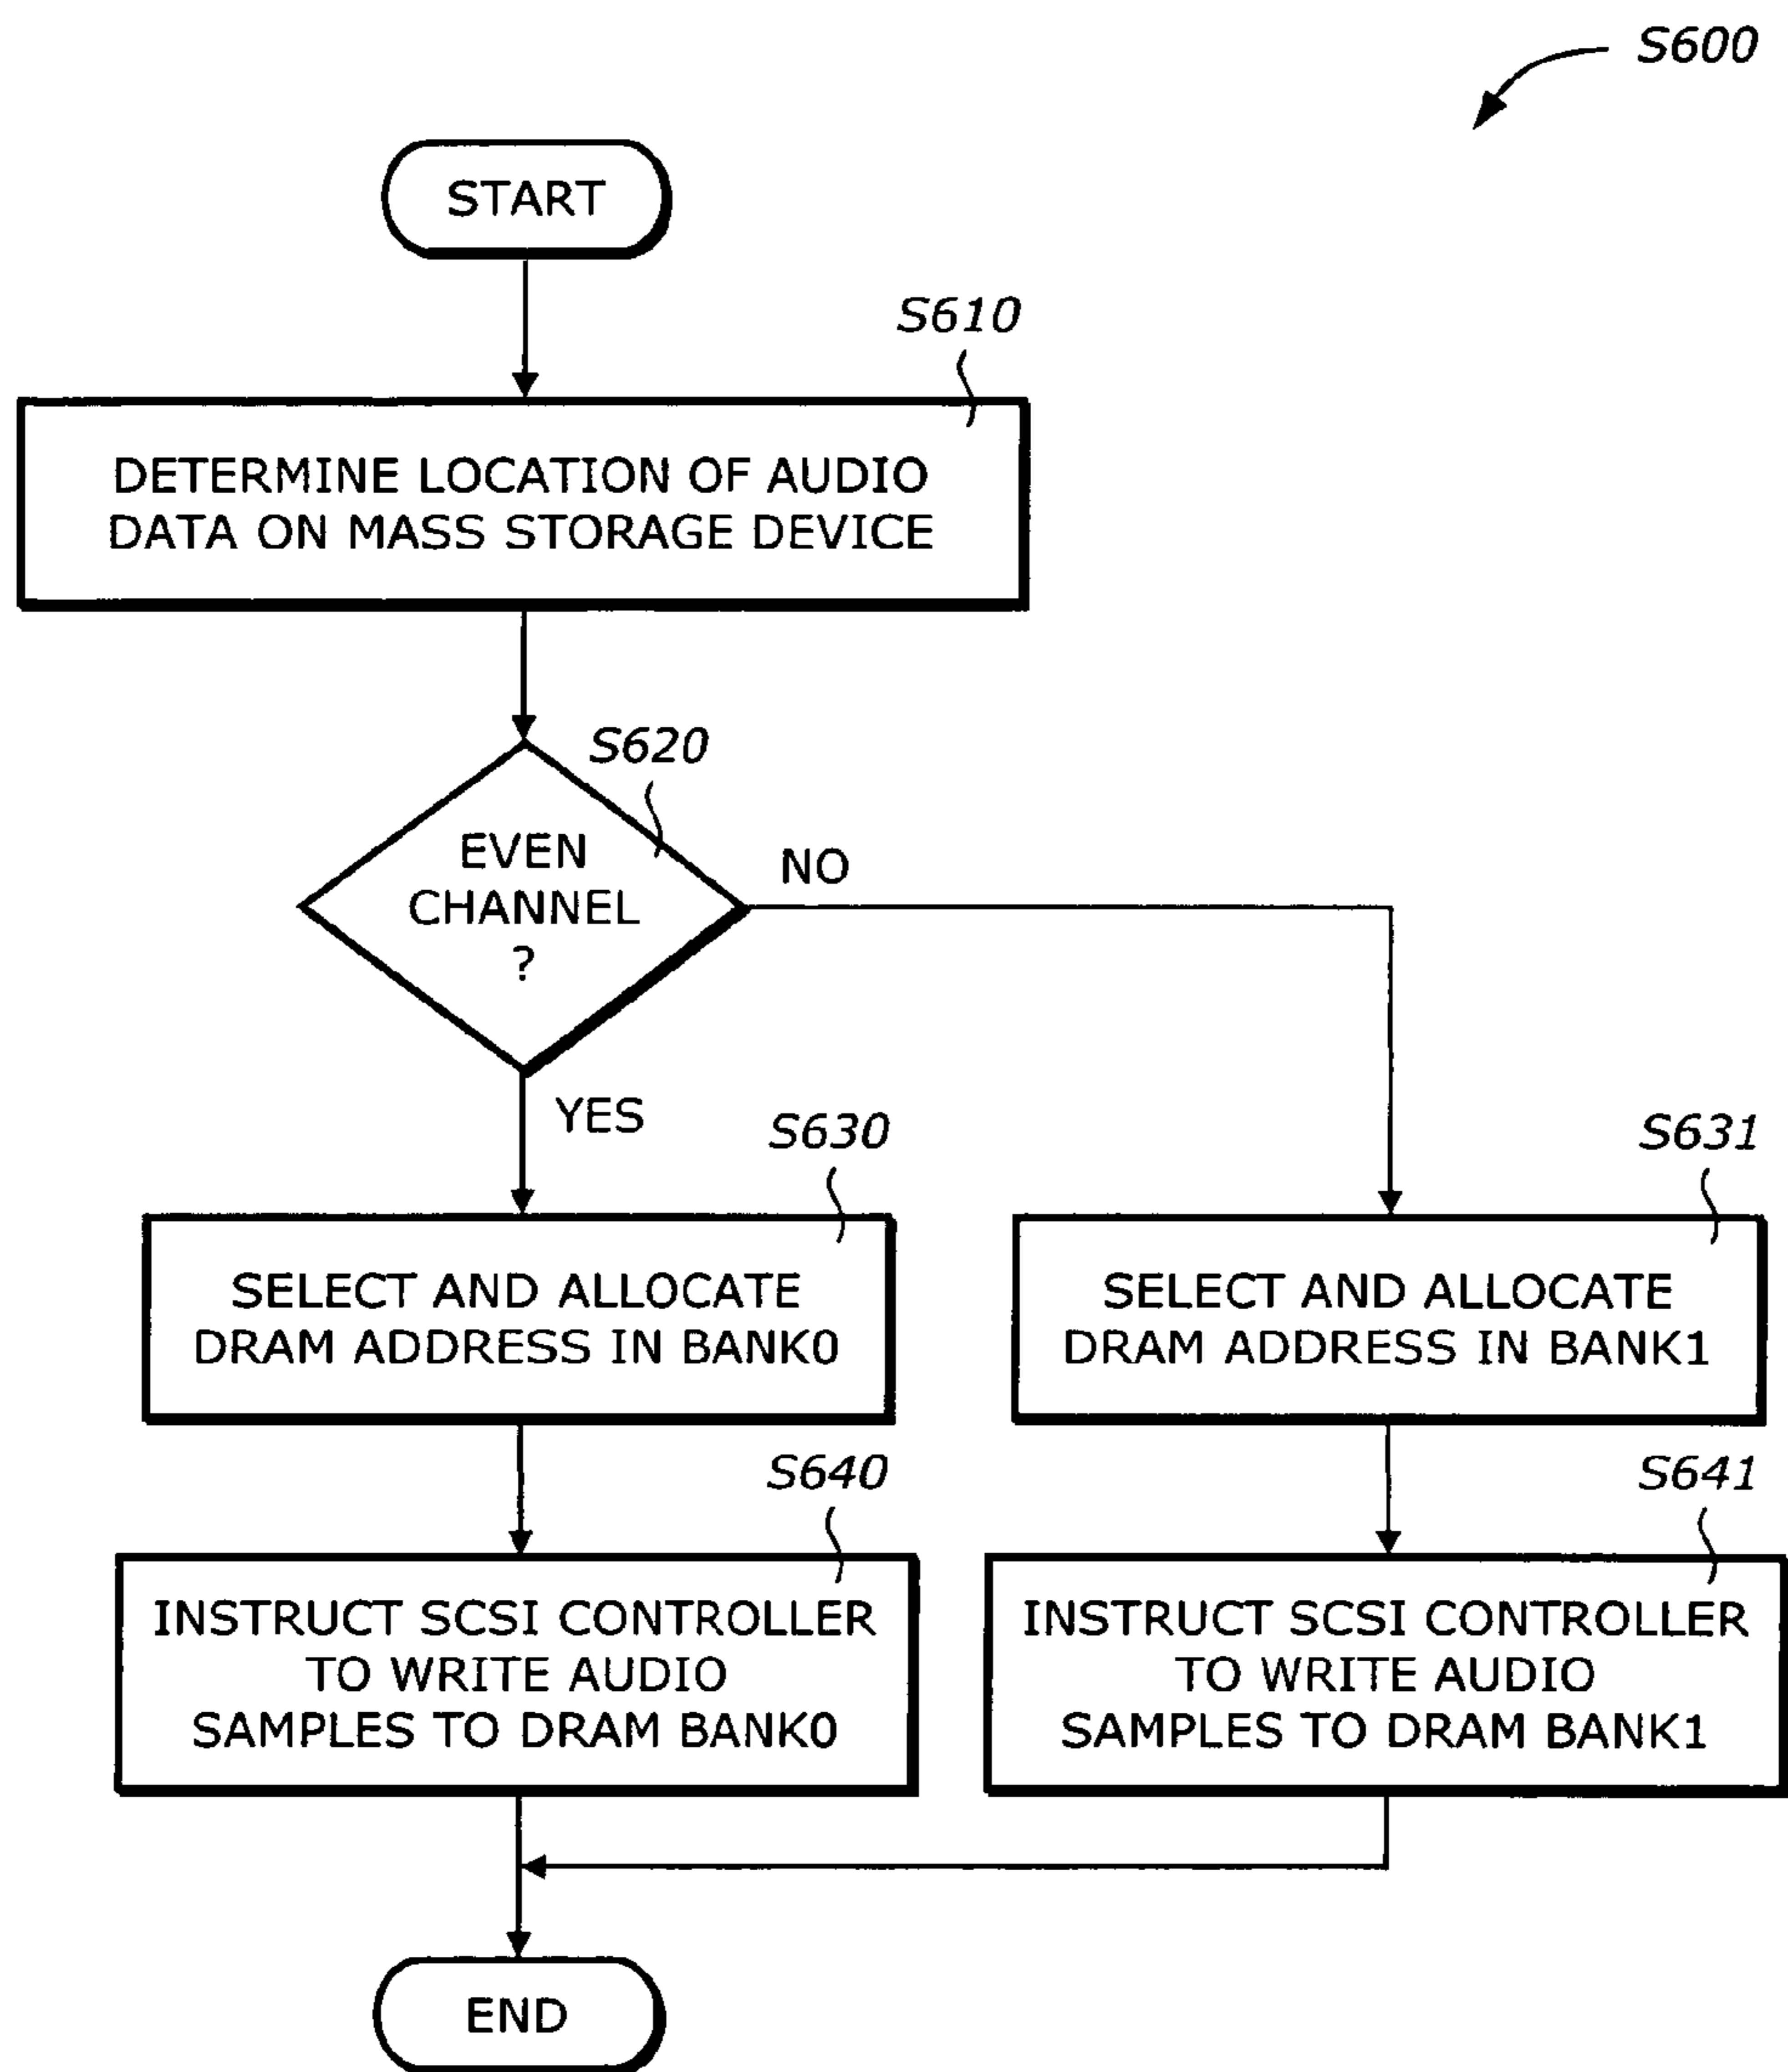 S600
START
S610
DETERMINE LOCATION OF AUDIO
DATA ON MASS STORAGE DEVICE
S620
EVEN
CHANNEL
?
NO
YES
S630
SELECT AND ALLOCATE
DRAM ADDRESS IN BANK0
S631
SELECT AND ALLOCATE
DRAM ADDRESS IN BANK1
S640
INSTRUCT SCSI CONTROLLER
TO WRITE AUDIO
SAMPLES TO DRAM BANK0
S641
INSTRUCT SCSI CONTROLLER
TO WRITE AUDIO
SAMPLES TO DRAM BANK1
END